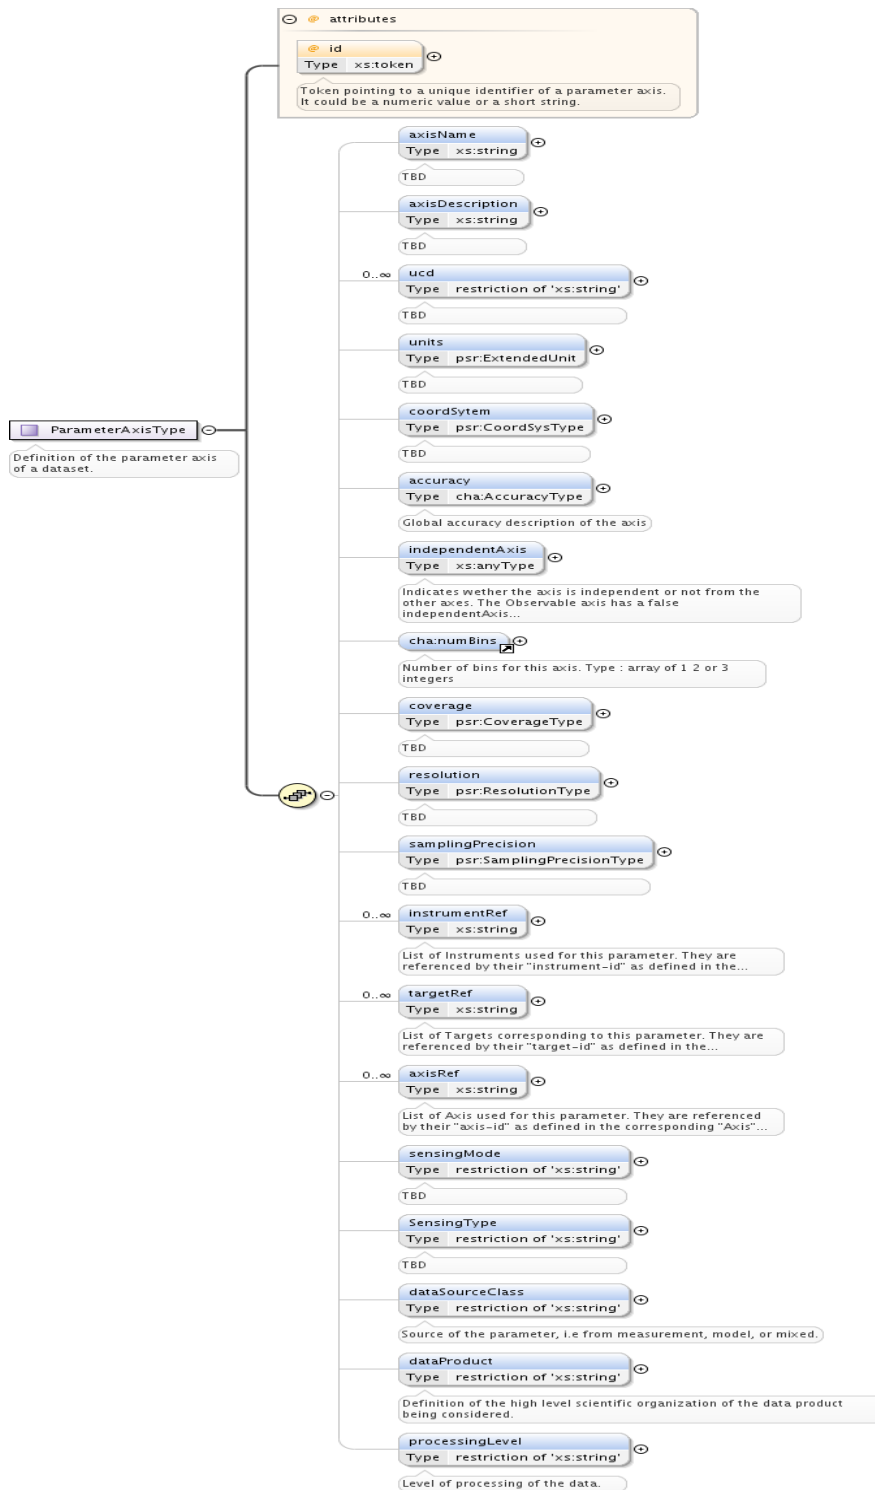 attributes
@ id
Type xs:token
Token pointing to a unique identifier of a parameter axis.
It could be a numeric value or a short string.
axisName
Type xs:string
TBD
axisDescription
Type xs:string
TBD
0..∞
ucd
Type restriction of 'xs:string'
TBD
units
Type psr:ExtendedUnit
TBD
coordSytem
Type psr:CoordSysType
TBD
ParameterAxisType
Definition of the parameter axis
of a dataset.
accuracy
Type cha:AccuracyType
Global accuracy description of the axis
independentAxis
Type xs:anyType
Indicates wether the axis is independent or not from the
other axes. The Observable axis has a false
independentAxis...
cha:numBins
Number of bins for this axis. Type : array of 1 2 or 3
integers
coverage
Type psr:CoverageType
TBD
resolution
Type psr:ResolutionType
TBD
samplingPrecision
Type psr:SamplingPrecisionType
TBD
0..∞
instrumentRef
Type xs:string
List of Instruments used for this parameter. They are
referenced by their "instrument-id" as defined in the...
0..∞
targetRef
Type xs:string
List of Targets corresponding to this parameter. They are
referenced by their "target-id" as defined in the...
0..∞
axisRef
Type xs:string
List of Axis used for this parameter. They are referenced
by their "axis-id" as defined in the corresponding "Axis"...
sensingMode
Type restriction of 'xs:string'
TBD
SensingType
Type restriction of 'xs:string'
TBD
dataSourceClass
Type restriction of 'xs:string'
Source of the parameter, i.e from measurement, model, or mixed.
dataProduct
Type restriction of 'xs:string'
Definition of the high level scientific organization of the data product
being considered.
processingLevel
Type restriction of 'xs:string'
Level of processing of the data.